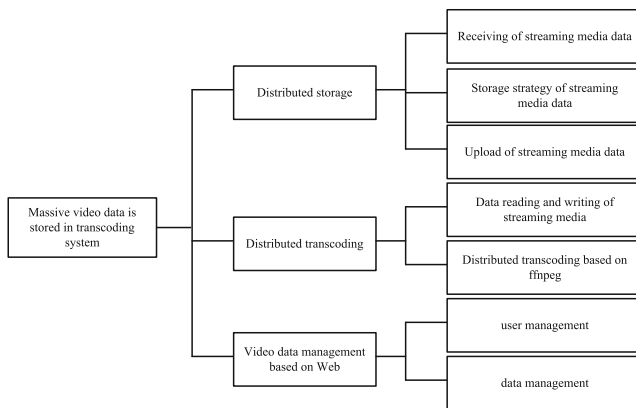 Receiving of streaming media data
Distributed storage
Storage strategy of streaming
media data
Upload of streaming media data
Massive video data is
stored in transcoding
system
Data reading and writing of
streaming media
Distributed transcoding
Distributed transcoding based on
ffnpeg
Video data management
based on Web
user management
data management